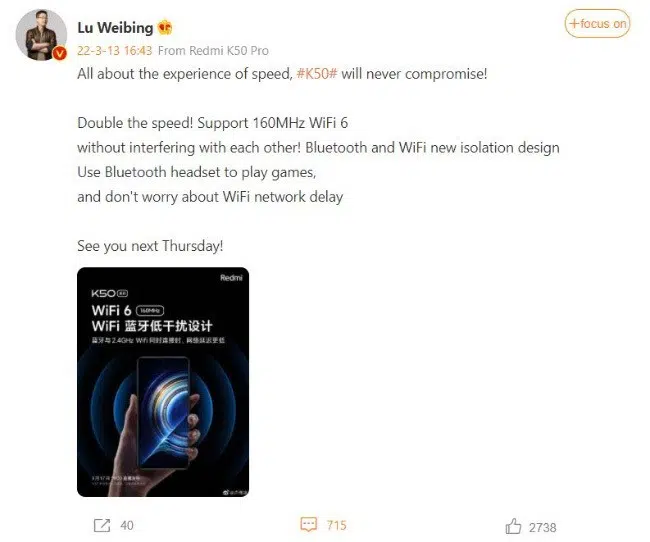 Lu Weibing
+focus on
22-3-13 16:43 From Redmi K50 Pro
All about the experience of speed, #K50# will never compromise!
Double the speed! Support 160MHz WiFi 6
without interfering with each other! Bluetooth and WiFi new isolation design
Use Bluetooth headset to play games,
and don't worry about WiFi network delay
See you next Thursday!
Redmi
K50
WiFi 6 160MHz
WiFi 蓝牙低干扰设计
蓝牙与 2.4GHz WiFi 同时连接时，网络延迟更低
40
715
2738